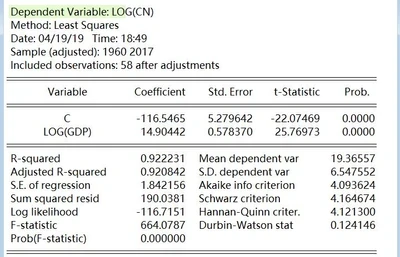 Dependent Variable: LOG(CN)
Method: Least Squares
Date: 04/19/19 Time: 18:49
Sample (adjusted): 1960 2017
Included observations: 58 after adjustments
Variable Coefficient Std. Error t-Statistic Prob.
C -116.5465 5.279642 -22.07469 0.0000
LOG(GDP) 14.90442 0.578370 25.76973 0.0000
R-squared 0.922231 Mean dependent var 19.36557
Adjusted R-squared 0.920842 S.D. dependent var 6.547552
S.E. of regression 1.842156 Akaike info criterion 4.093624
Sum squared resid 190.0381 Schwarz criterion 4.164674
Log likelihood -116.7151 Hannan-Quinn criter. 4.121300
F-statistic 664.0787 Durbin-Watson stat 0.124146
Prob(F-statistic) 0.000000